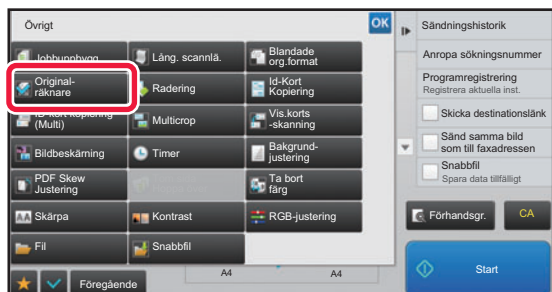 Övrigt
OK
Jobbuppbygg
Lång. scannlä.
Blandade
org.format
Original-
räknare
Radering
Id-Kort
Kopiering
ID-kort kopiering
(Multi)
Multicrop
Vis.korts
-skanning
Bildbeskärning
Timer
Bakgrund-
justering
PDF Skew
Justering
Ta bort
färg
Skärpa
Kontrast
RGB-justering
Fil
Snabbfil
Föregående
A4
A4
Sändningshistorik
Anropa sökningsnummer
Programregistrering
Registrera aktuella inst.
Skicka destinationslänk
Sänd samma bild
som till faxadressen
Snabbfil
Spara data tillfälligt
Förhandsgr.
CA
Start